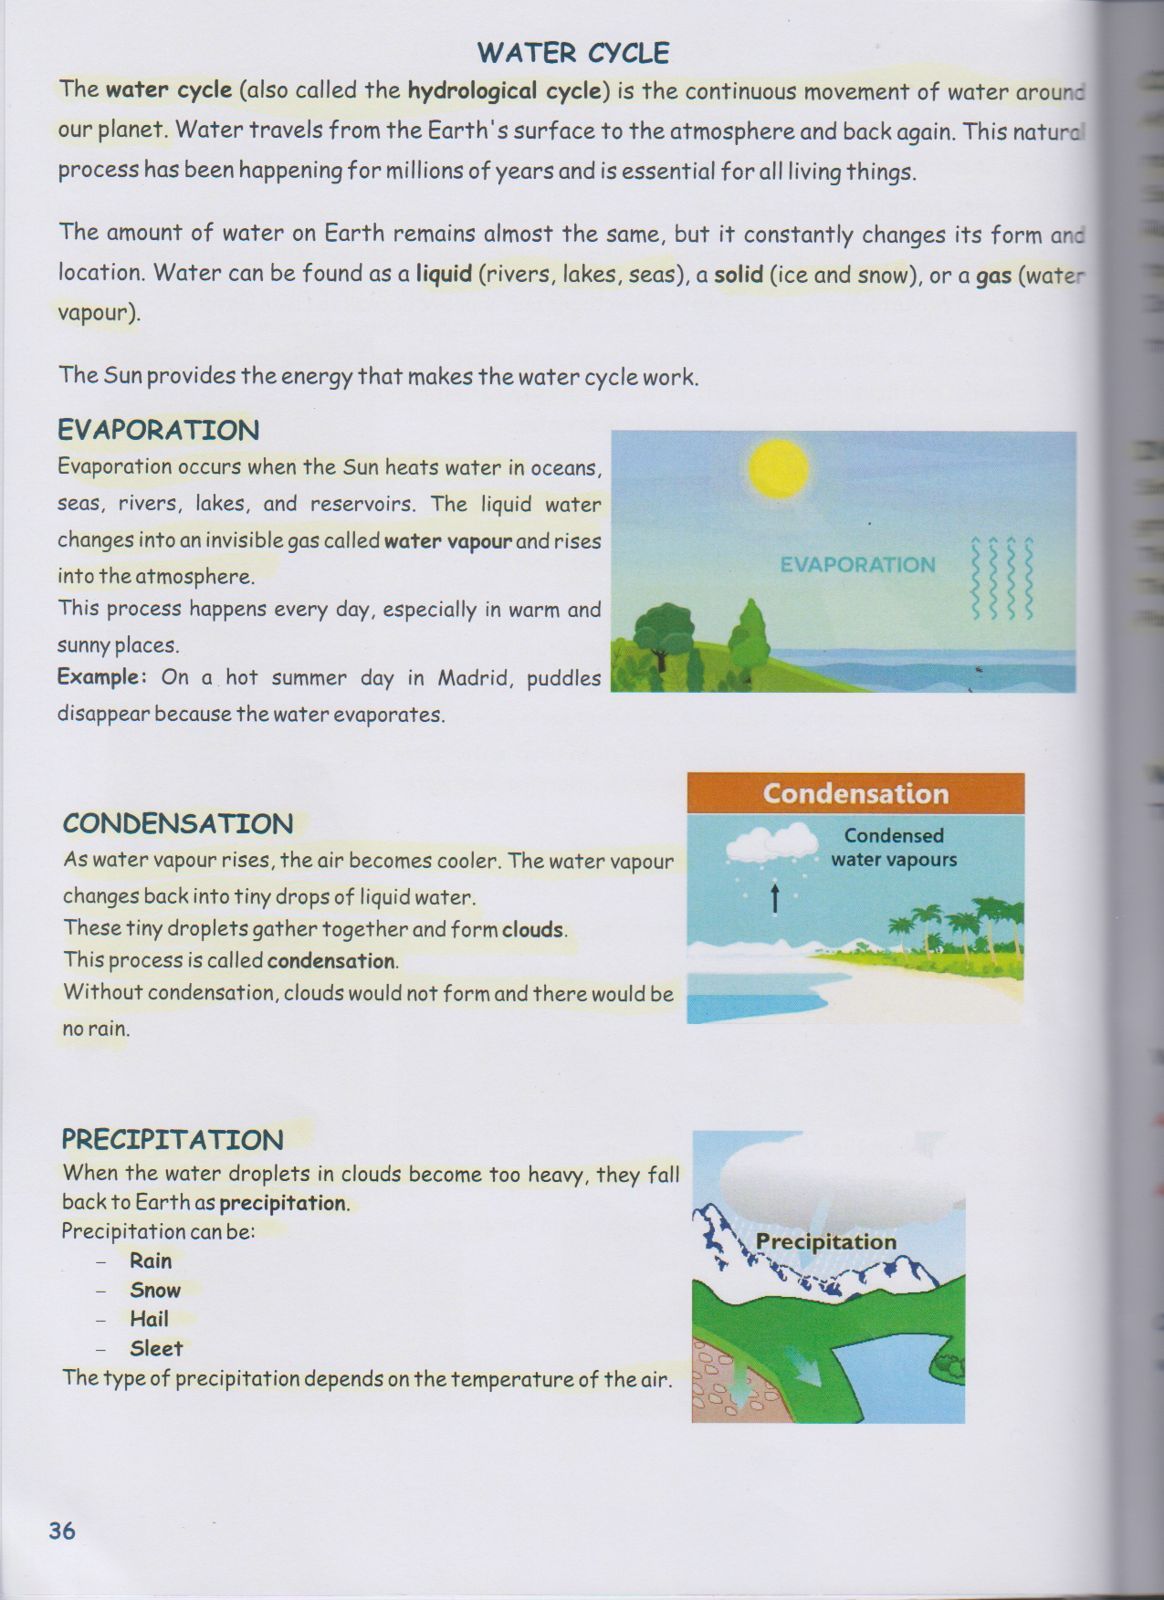 WATER CYCLE
The water cycle (also called the hydrological cycle) is the continuous movement of water around
our planet. Water travels from the Earth's surface to the atmosphere and back again. This natural
process has been happening for millions of years and is essential for all living things.
The amount of water on Earth remains almost the same, but it constantly changes its form and
location. Water can be found as a liquid (rivers, lakes, seas), a solid (ice and snow), or a gas (water
vapour).
The Sun provides the energy that makes the water cycle work.
EVAPORATION
Evaporation occurs when the Sun heats water in oceans,
seas, rivers, lakes, and reservoirs. The liquid water
changes into an invisible gas called water vapour and rises
into the atmosphere.
This process happens every day, especially in warm and
sunny places.
Example: On a hot summer day in Madrid, puddles
disappear because the water evaporates.
EVAPORATION
CONDENSATION
As water vapour rises, the air becomes cooler. The water vapour
changes back into tiny drops of liquid water.
These tiny droplets gather together and form clouds.
This process is called condensation.
Without condensation, clouds would not form and there would be
no rain.
Condensation
Condensed
water vapours
PRECIPITATION
When the water droplets in clouds become too heavy, they fall
back to Earth as precipitation.
Precipitation can be:
– Rain
– Snow
– Hail
– Sleet
The type of precipitation depends on the temperature of the air.
Precipitation
36